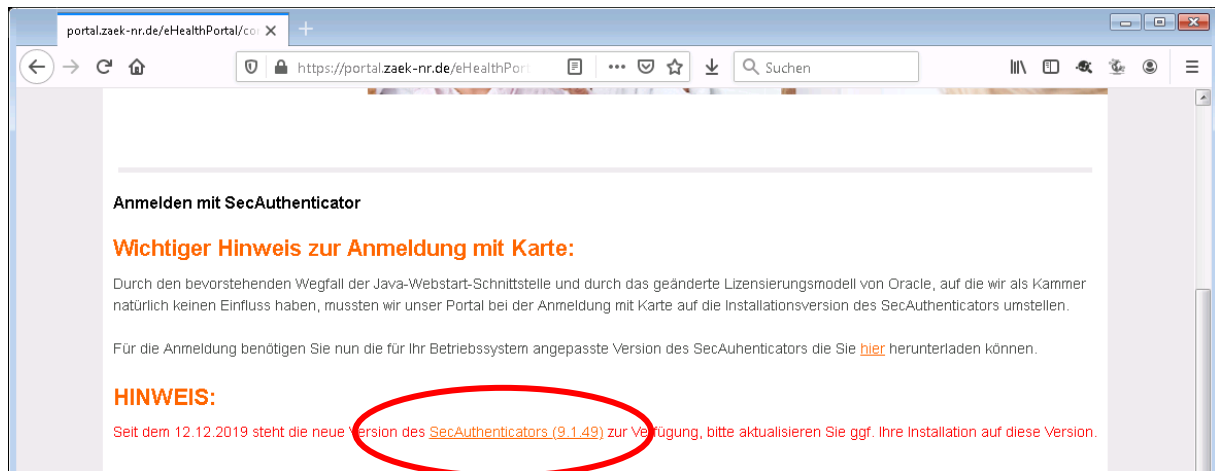 portal.zaek-nr.de/eHealthPortal/cor
https://portal.zaek-nr.de/eHealthPort
Suchen
Anmelden mit SecAuthenticator
Wichtiger Hinweis zur Anmeldung mit Karte:
Durch den bevorstehenden Wegfall der Java-Webstart-Schnittstelle und durch das geänderte Lizensierungsmodell von Oracle, auf die wir als Kammer
natürlich keinen Einfluss haben, mussten wir unser Portal bei der Anmeldung mit Karte auf die Installationsversion des SecAuthenticators umstellen.
Für die Anmeldung benötigen Sie nun die für Ihr Betriebssystem angepasste Version des SecAuhenticators die Sie hier herunterladen können.
HINWEIS:
Seit dem 12.12.2019 steht die neue Version des SecAuthenticators (9.1.49) zur Verfügung, bitte aktualisieren Sie ggf. Ihre Installation auf diese Version.